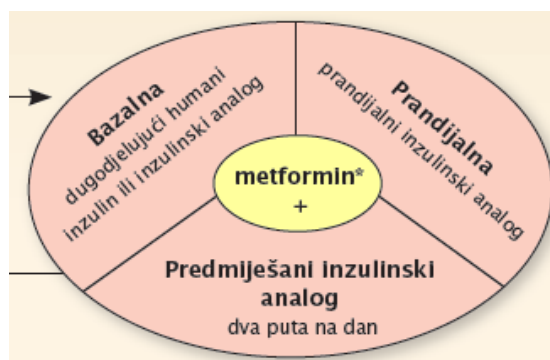 Bazalna
dugodjelujući humani
inzulin ili inzulinski analog
Prandijalna
prandijalni inzulinski analog
metformin*
+
Predmiješani inzulinski
analog
dva puta na dan